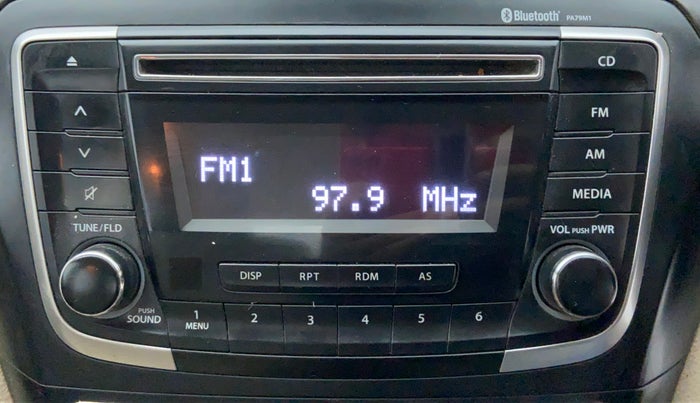 Bluetooth® PA79M1
CD
FM
AM
MEDIA
FM1
97.9 MHz
TUNE/FLD
VOL PUSH PWR
DISP RPT RDM AS
PUSH
SOUND
1 2 3 4 5 6
MENU